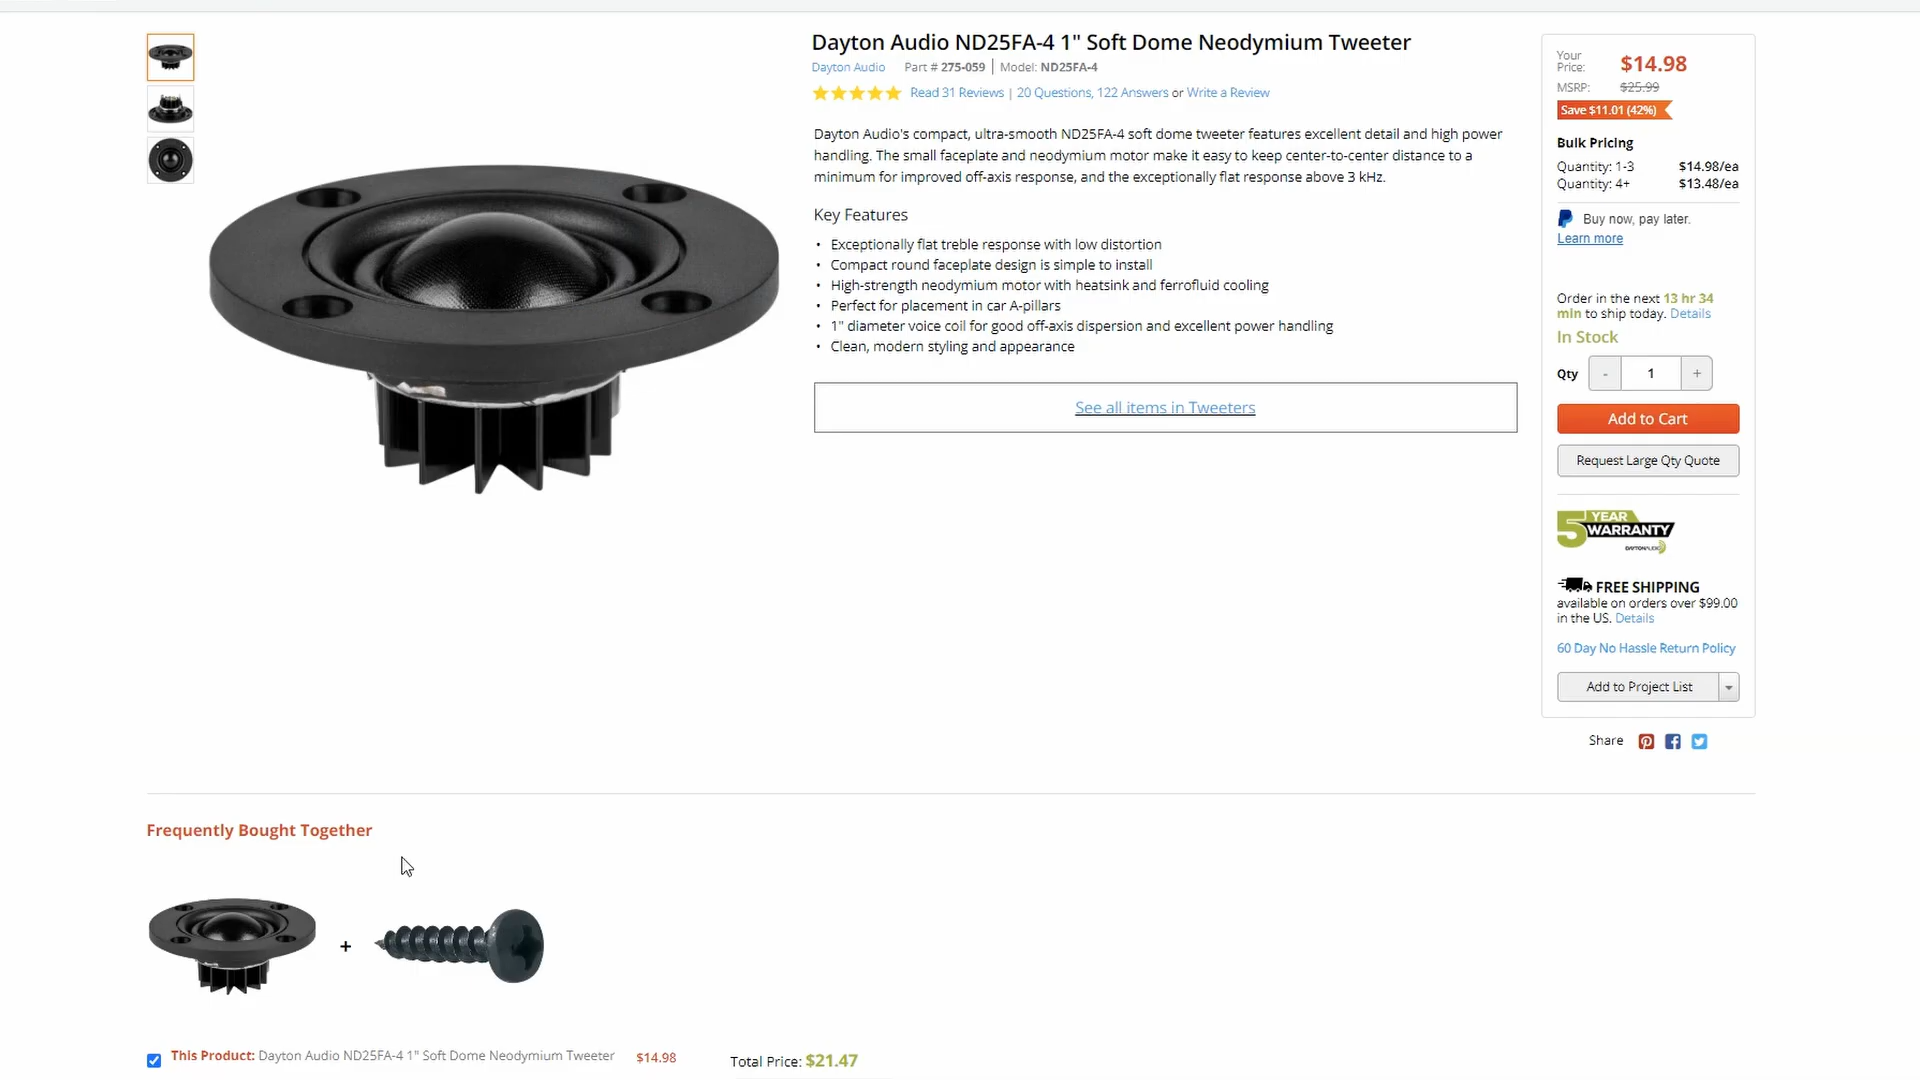 Dayton Audio ND25FA-4 1" Soft Dome Neodymium Tweeter
Dayton Audio Part # 275-059 | Model: ND25FA-4
Read 31 Reviews | 20 Questions, 122 Answers or Write a Review
Dayton Audio's compact, ultra-smooth ND25FA-4 soft dome tweeter features excellent detail and high power
handling. The small faceplate and neodymium motor make it easy to keep center-to-center distance to a
minimum for improved off-axis response, and the exceptionally flat response above 3 kHz.
Key Features
• Exceptionally flat treble response with low distortion
• Compact round faceplate design is simple to install
• High-strength neodymium motor with heatsink and ferrofluid cooling
• Perfect for placement in car A-pillars
• 1" diameter voice coil for good off-axis dispersion and excellent power handling
• Clean, modern styling and appearance
See all items in Tweeters
Your
Price: $14.98
MSRP: $25.99
Save $11.01 (42%)
Bulk Pricing
Quantity: 1-3 $14.98/ea
Quantity: 4+ $13.48/ea
Buy now, pay later.
Learn more
Order in the next 13 hr 34
min to ship today. Details
In Stock
Qty - 1 +
Add to Cart
Request Large Qty Quote
5 YEAR
WARRANTY
DAYTON AUDIO
FREE SHIPPING
available on orders over $99.00
in the US. Details
60 Day No Hassle Return Policy
Add to Project List
Share
Frequently Bought Together
+
This Product: Dayton Audio ND25FA-4 1" Soft Dome Neodymium Tweeter $14.98
Total Price: $21.47